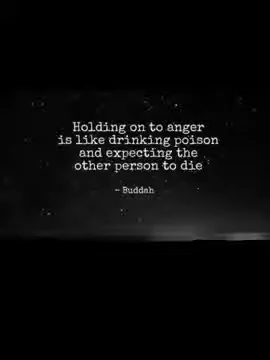 Holding on to anger
is like drinking poison
and expecting the
other person to die
- Buddah